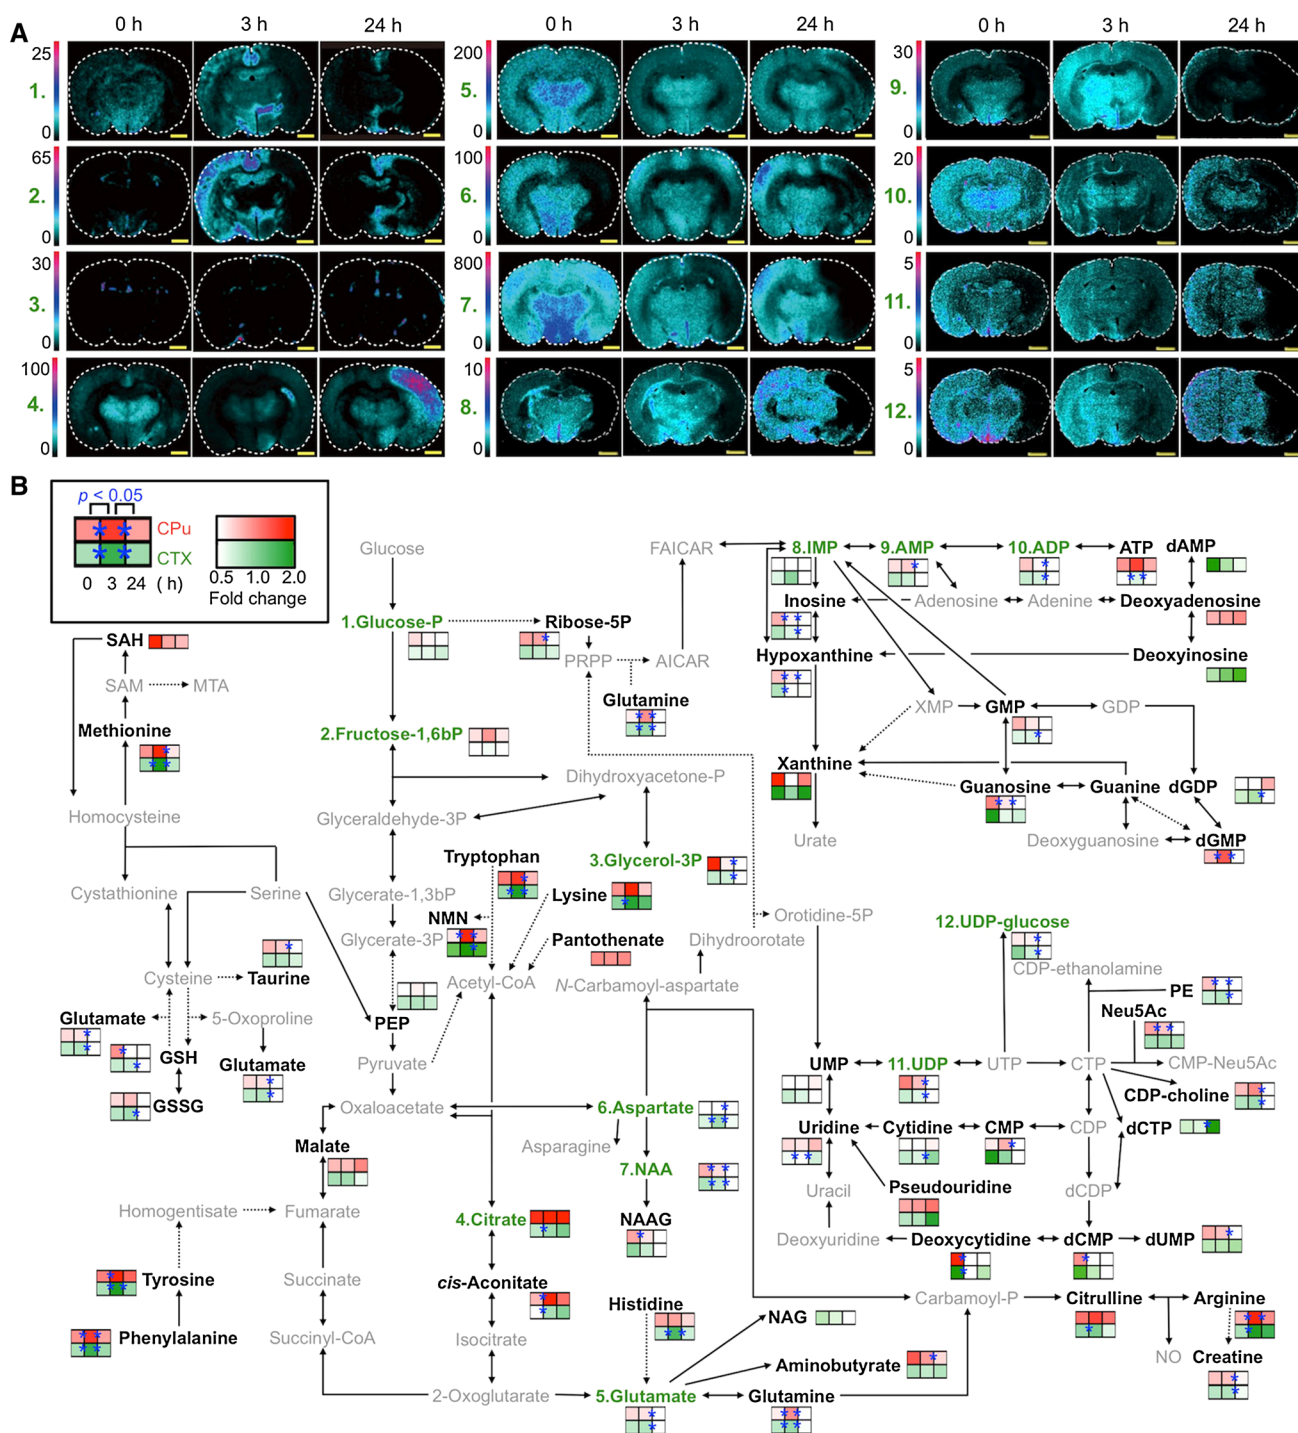 A
0 h 3 h 24 h 0 h 3 h 24 h 0 h 3 h 24 h
25 1. 0
200 5. 0
30 9. 0
65 2. 0
100 6. 0
20 10. 0
30 3. 0
800 7. 0
5 11. 0
100 4. 0
10 8. 0
5 12. 0
B
p < 0.05
CPu
CTX
0 3 24 (h)
0.5 1.0 2.0
Fold change
Glucose
FAICAR
8.IMP
9.AMP
10.ADP
ATP
dAMP
1.Glucose-P
Ribose-5P
Inosine
Adenosine
Adenine
Deoxyadenosine
SAH
PRPP
AICAR
Hypoxanthine
Deoxyinosine
SAM
MTA
Glutamine
XMP
GMP
GDP
Methionine
2.Fructose-1,6bP
Xanthine
Dihydroxyacetone-P
Guanosine
Guanine
dGDP
Homocysteine
Glyceraldehyde-3P
Urate
Deoxyguanosine
dGMP
Tryptophan
3.Glycerol-3P
Cystathionine
Serine
Glycerate-1,3bP
Lysine
NMN
Orotidine-5P
12.UDP-glucose
Glycerate-3P
Pantothenate
Dihydroorotate
CDP-ethanolamine
Cysteine
Taurine
Acetyl-CoA
N-Carbamoyl-aspartate
PE
Neu5Ac
Glutamate
5-Oxoproline
PEP
GSH
Glutamate
Pyruvate
UMP
11.UDP
UTP
CTP
CMP-Neu5Ac
CDP-choline
GSSG
Oxaloacetate
6.Aspartate
Uridine
Cytidine
CMP
CDP
dCTP
Malate
Asparagine
7.NAA
Pseudouridine
Uracil
dCDP
Homogentisate
Fumarate
4.Citrate
NAAG
Deoxyuridine
Deoxycytidine
dCMP
dUMP
Tyrosine
Succinate
cis-Aconitate
Histidine
Carbamoyl-P
Citrulline
Arginine
Phenylalanine
Succinyl-CoA
Isocitrate
NAG
NO
Creatine
Aminobutyrate
2-Oxoglutarate
5.Glutamate
Glutamine